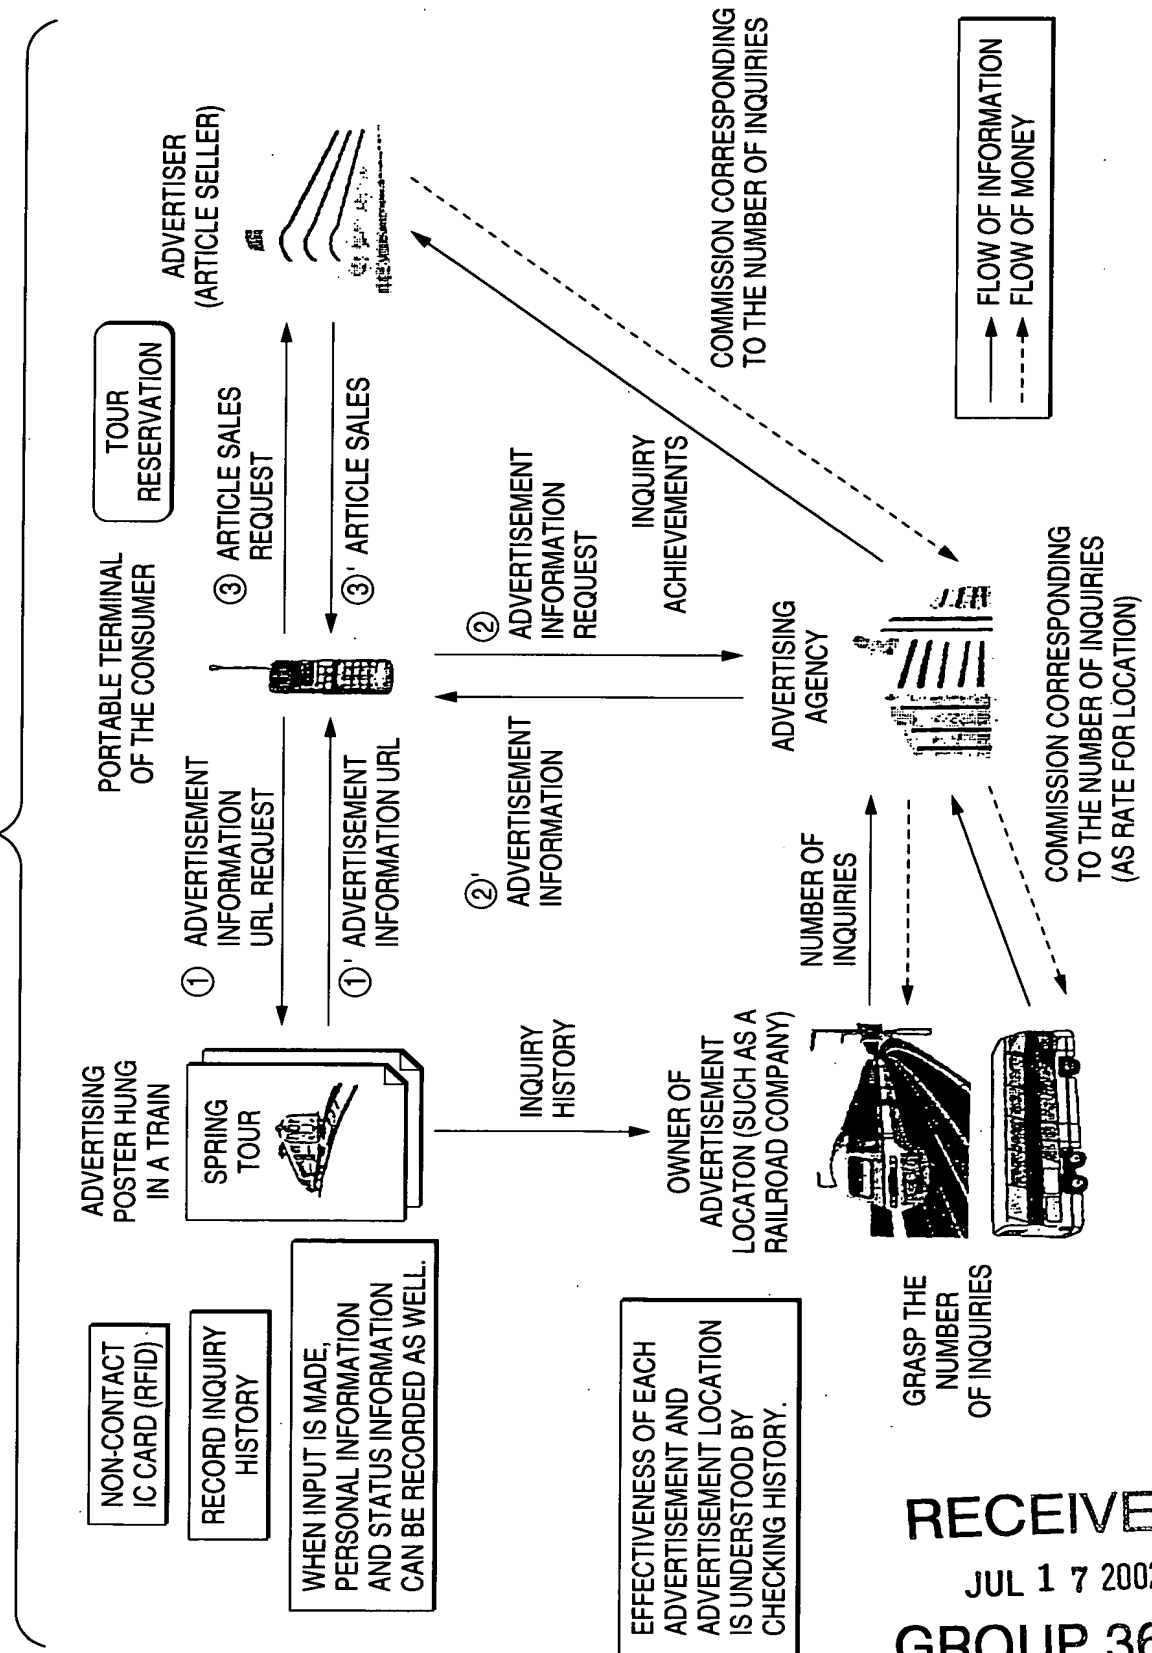 NON-CONTACT
IC CARD (RFID)
RECORD INQUIRY
HISTORY
WHEN INPUT IS MADE,
PERSONAL INFORMATION
AND STATUS INFORMATION
CAN BE RECORDED AS WELL.
ADVERTISING
POSTER HUNG
IN A TRAIN
SPRING
TOUR
① ADVERTISEMENT
INFORMATION
URL REQUEST
①' ADVERTISEMENT
INFORMATION URL
PORTABLE TERMINAL
OF THE CONSUMER
TOUR
RESERVATION
③ ARTICLE SALES
REQUEST
③' ARTICLE SALES
ADVERTISER
(ARTICLE SELLER)
INQUIRY
HISTORY
②'
ADVERTISEMENT
INFORMATION
②
ADVERTISEMENT
INFORMATION
REQUEST
INQUIRY
ACHIEVEMENTS
COMMISSION CORRESPONDING
TO THE NUMBER OF INQUIRIES
EFFECTIVENESS OF EACH
ADVERTISEMENT AND
ADVERTISEMENT LOCATION
IS UNDERSTOOD BY
CHECKING HISTORY.
OWNER OF
ADVERTISEMENT
LOCATON (SUCH AS A
RAILROAD COMPANY)
NUMBER OF
INQUIRIES
ADVERTISING
AGENCY
GRASP THE
NUMBER
OF INQUIRIES
COMMISSION CORRESPONDING
TO THE NUMBER OF INQUIRIES
(AS RATE FOR LOCATION)
FLOW OF INFORMATION
FLOW OF MONEY
RECEIVE
JUL 17 2002
GROUP 36